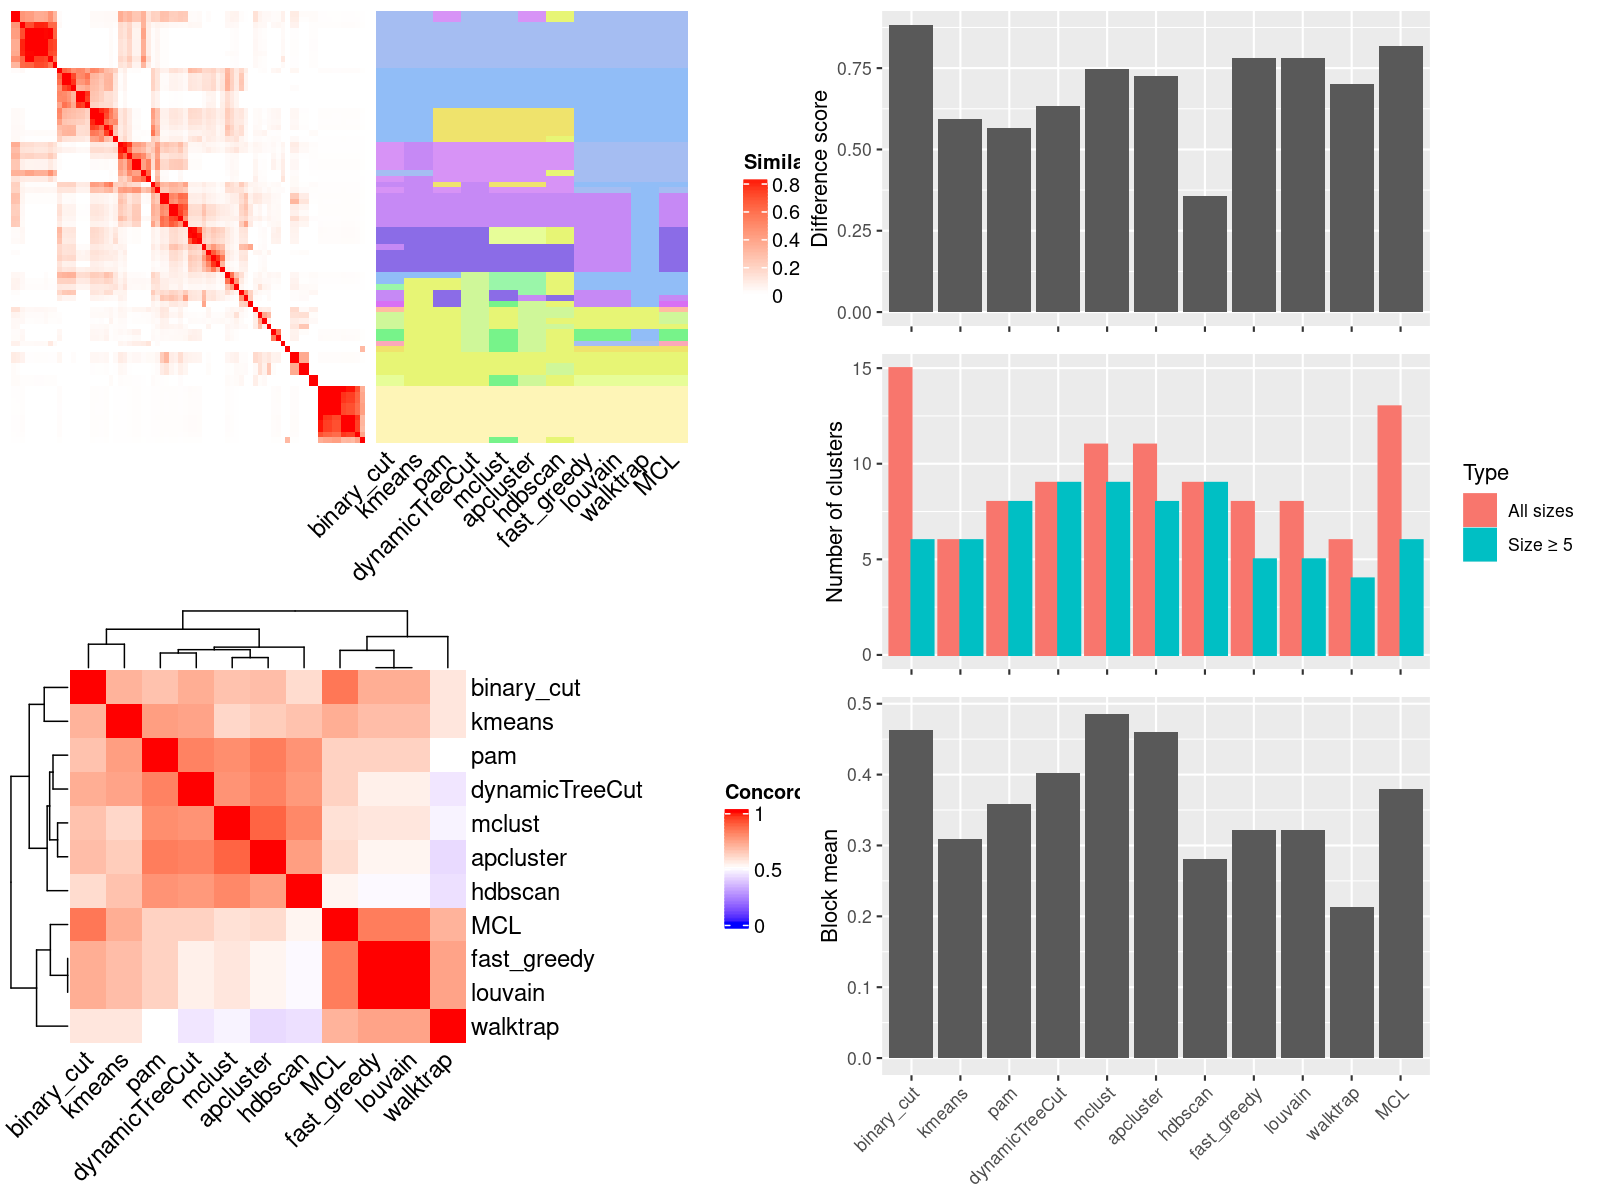 Simila
0.8
0.6
0.4
0.2
0
binary_cut
kmeans
pam
dynamicTreeCut
mclust
apcluster
hdbscan
fast_greedy
louvain
walktrap
MCL
binary_cut
kmeans
pam
dynamicTreeCut
mclust
apcluster
hdbscan
MCL
fast_greedy
louvain
walktrap
binary_cut
kmeans
pam
dynamicTreeCut
mclust
apcluster
hdbscan
MCL
fast_greedy
louvain
walktrap
Concord
1
0.5
0
Difference score
0.75
0.50
0.25
0.00
Number of clusters
15
10
5
0
Type
All sizes
Size ≥ 5
Block mean
0.5
0.4
0.3
0.2
0.1
0.0
binary_cut
kmeans
pam
dynamicTreeCut
mclust
apcluster
hdbscan
fast_greedy
louvain
walktrap
MCL